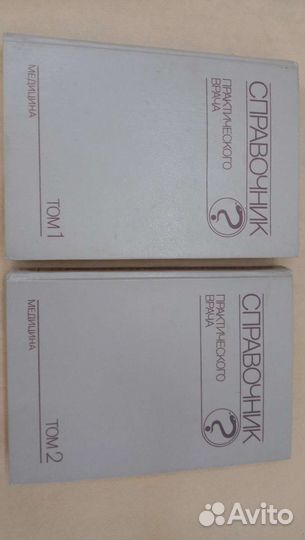 СПРАВОЧНИК
ПРАКТИЧЕСКОГО
ВРАЧА
?
ТОМ 1
МЕДИЦИНА
СПРАВОЧНИК
ПРАКТИЧЕСКОГО
ВРАЧА
?
ТОМ 2
МЕДИЦИНА
Avito